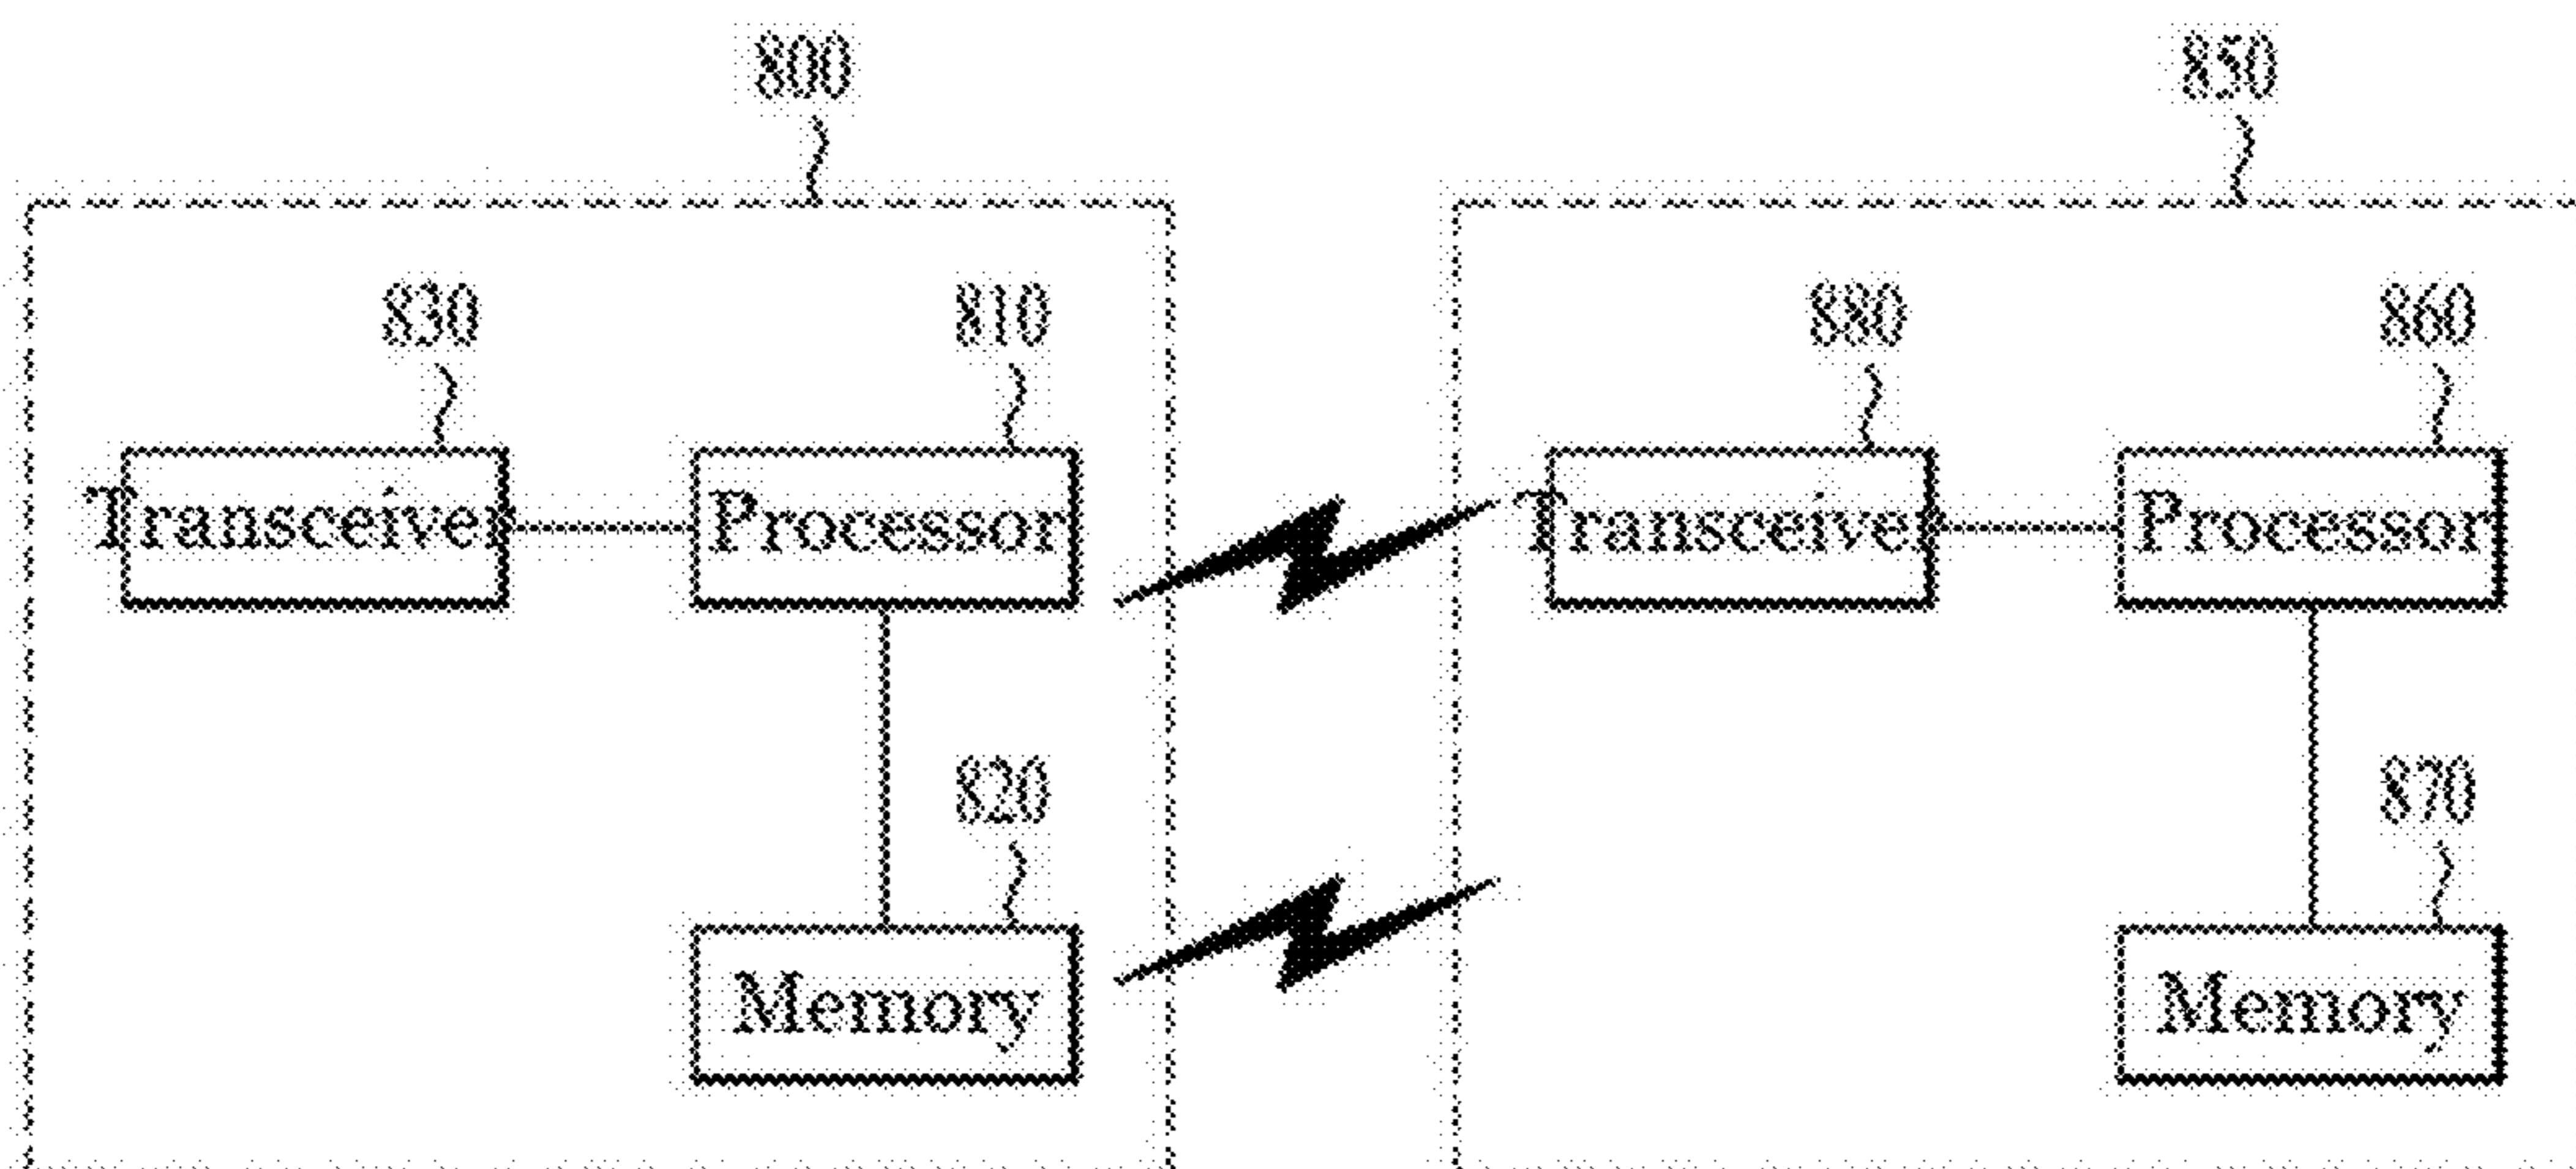 800 850
830 810 880 860
Transceiver Processor Transceiver Processor
820 870
Memory Memory